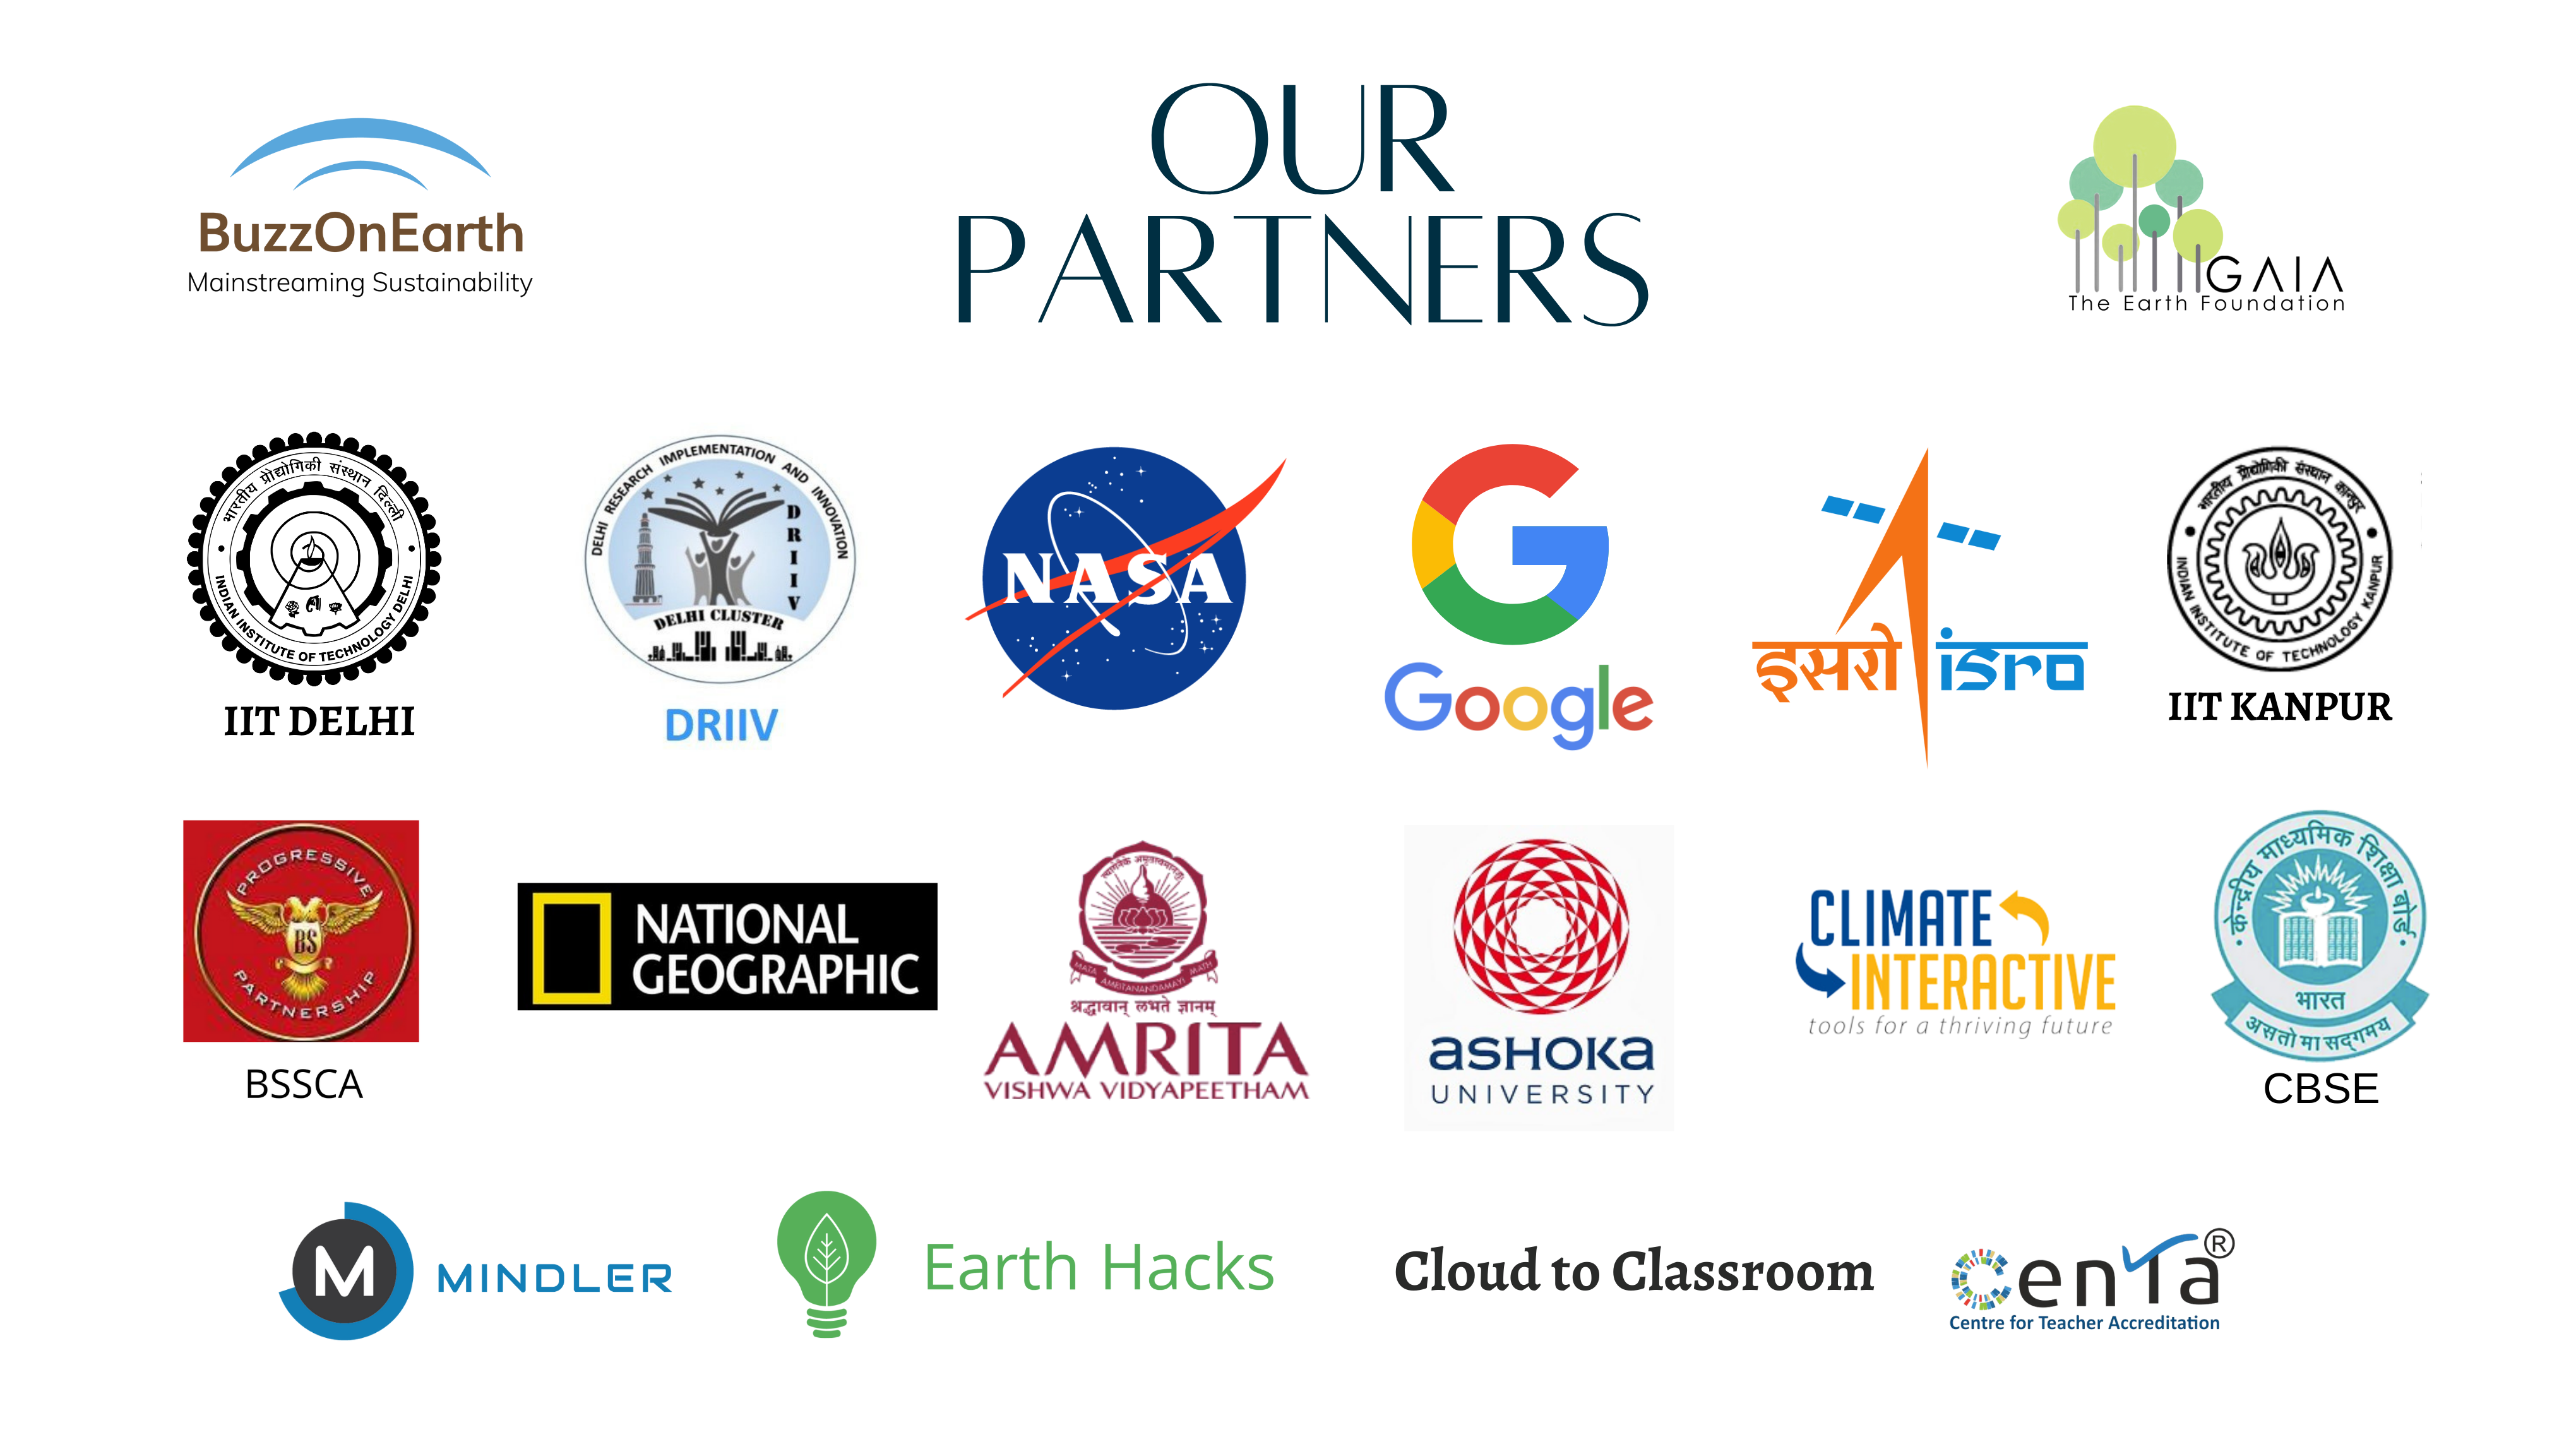 OUR
PARTNERS
BuzzOnEarth
Mainstreaming Sustainability
GAIA
The Earth Foundation
भारतीय प्रौद्योगिकी संस्थान दिल्ली
INDIAN INSTITUTE OF TECHNOLOGY DELHI
IIT DELHI
DELHI RESEARCH IMPLEMENTATION AND INNOVATION
DRIIV
DELHI CLUSTER
DRIIV
NASA
Google
इसरो isro
भारतीय प्रौद्योगिकी संस्थान कानपुर
INDIAN INSTITUTE OF TECHNOLOGY KANPUR
IIT KANPUR
PROGRESSIVE
BS
PARTNERSHIP
BSSCA
NATIONAL
GEOGRAPHIC
MATA AMRITANANDAMAYI MATH
श्रद्धावान् लभते ज्ञानम्
AMRITA
VISHWA VIDYAPEETHAM
ASHOKA
UNIVERSITY
CLIMATE
INTERACTIVE
tools for a thriving future
केन्द्रीय माध्यमिक शिक्षा बोर्ड
भारत
असतो मा सद्गमय
CBSE
M MINDLER
Earth Hacks
Cloud to Classroom
CENTA®
Centre for Teacher Accreditation